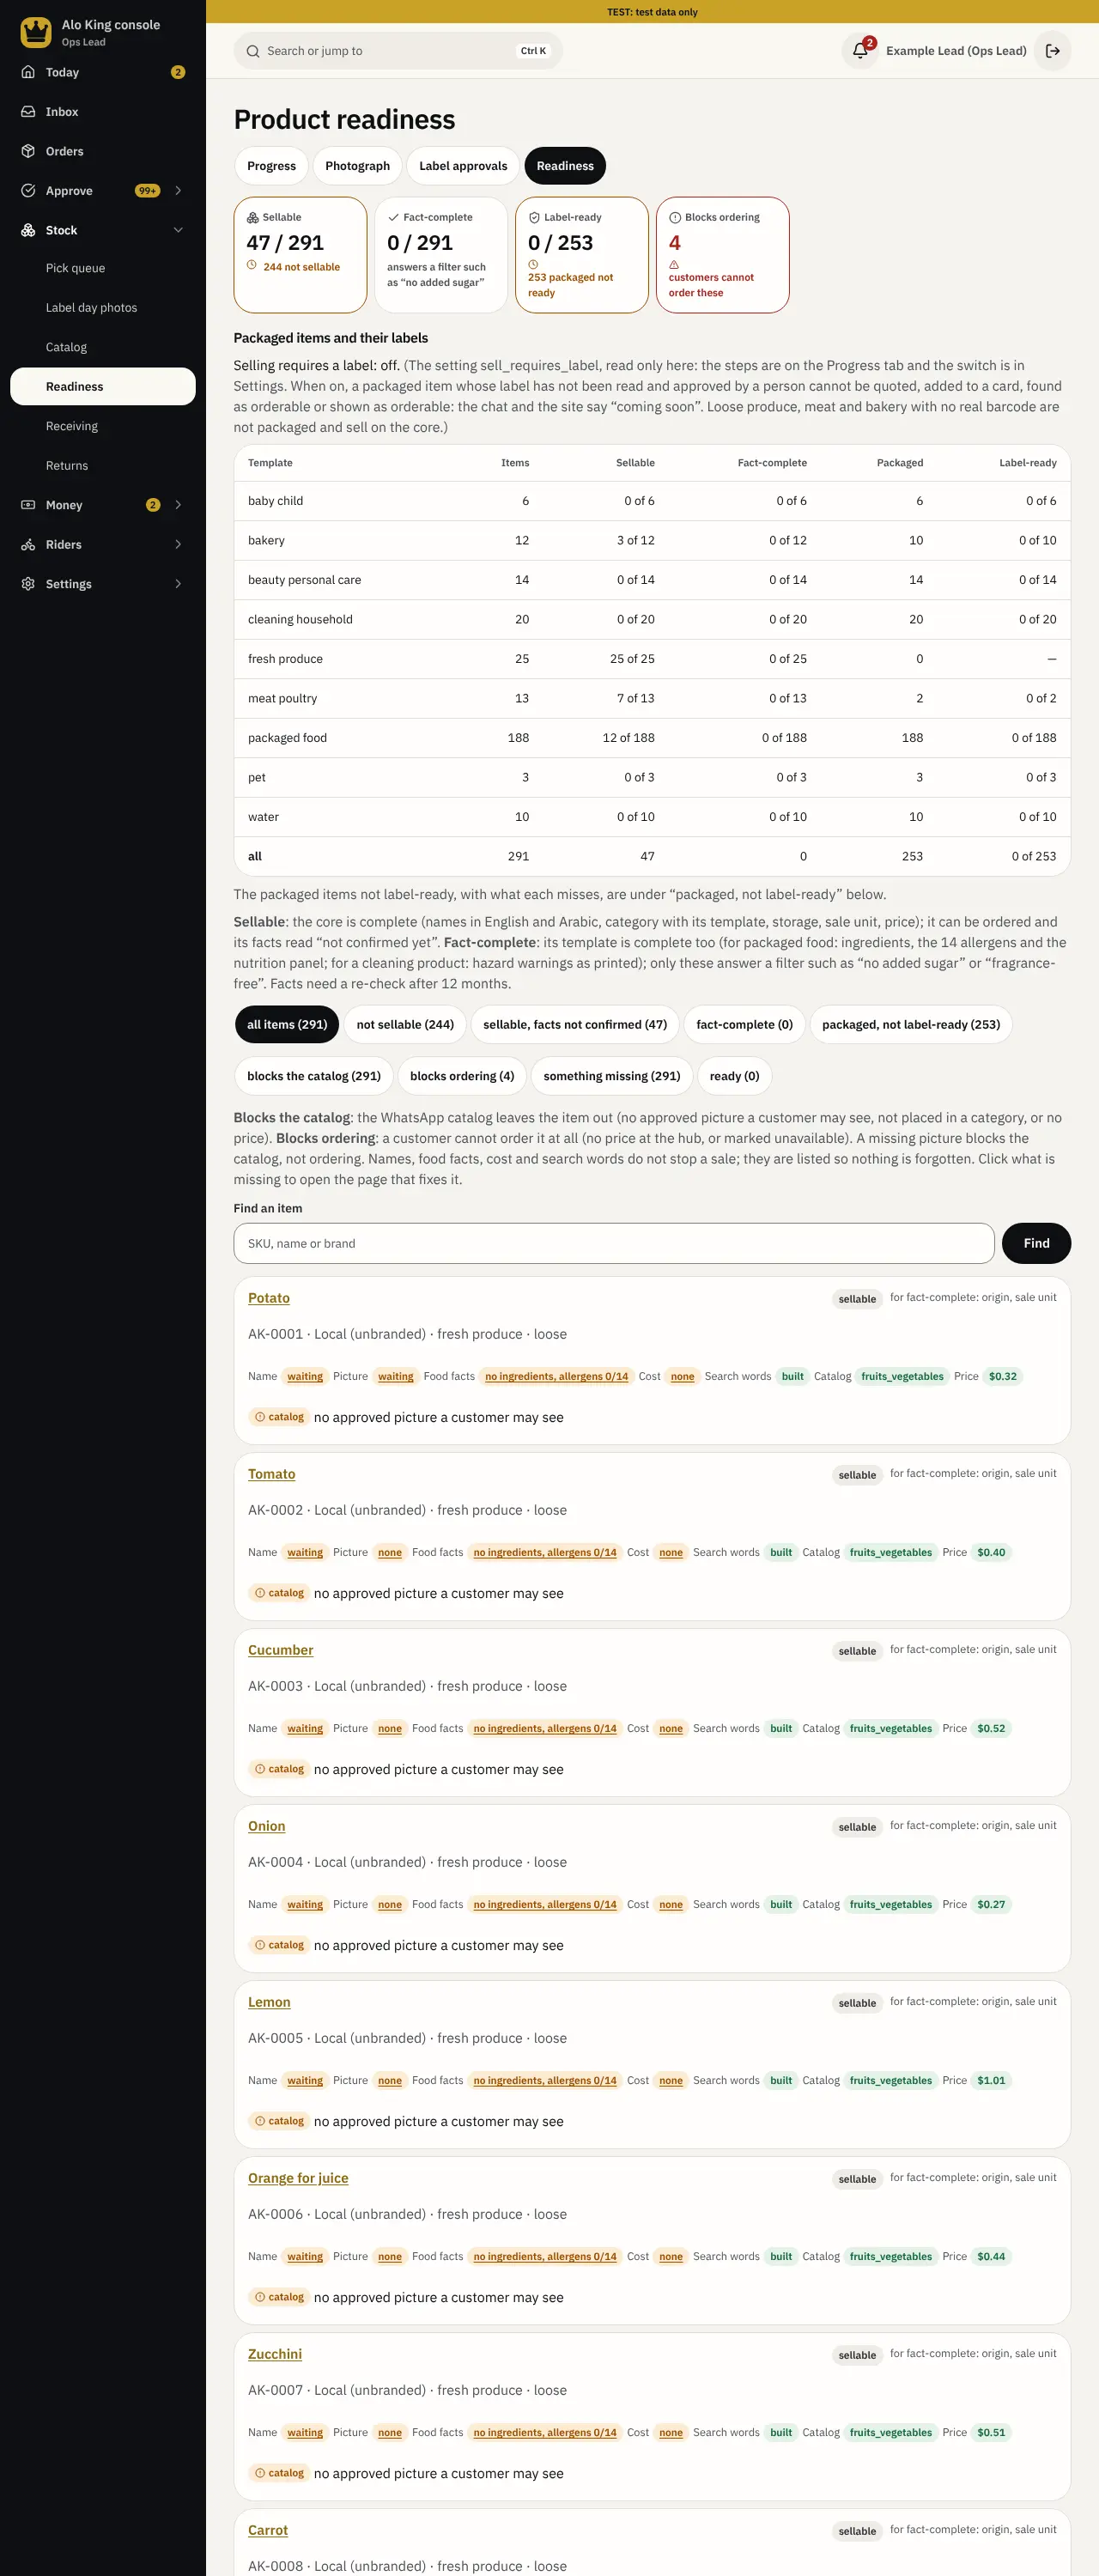 TEST: test data only
Alo King console
Ops Lead
Today 2
Inbox
Orders
Approve 99+
Stock
Pick queue
Label day photos
Catalog
Readiness
Receiving
Returns
Money 2
Riders
Settings
Search or jump to Ctrl K
2 Example Lead (Ops Lead)
Product readiness
Progress Photograph Label approvals Readiness
Sellable
47 / 291
244 not sellable
Fact-complete
0 / 291
answers a filter such
as “no added sugar”
Label-ready
0 / 253
253 packaged not
ready
Blocks ordering
4
customers cannot
order these
Packaged items and their labels
Selling requires a label: off. (The setting sell_requires_label, read only here: the steps are on the Progress tab and the switch is in
Settings. When on, a packaged item whose label has not been read and approved by a person cannot be quoted, added to a card, found
as orderable or shown as orderable: the chat and the site say “coming soon”. Loose produce, meat and bakery with no real barcode are
not packaged and sell on the core.)
Template Items Sellable Fact-complete Packaged Label-ready
baby child 6 0 of 6 0 of 6 6 0 of 6
bakery 12 3 of 12 0 of 12 10 0 of 10
beauty personal care 14 0 of 14 0 of 14 14 0 of 14
cleaning household 20 0 of 20 0 of 20 20 0 of 20
fresh produce 25 25 of 25 0 of 25 0 —
meat poultry 13 7 of 13 0 of 13 2 0 of 2
packaged food 188 12 of 188 0 of 188 188 0 of 188
pet 3 0 of 3 0 of 3 3 0 of 3
water 10 0 of 10 0 of 10 10 0 of 10
all 291 47 0 253 0 of 253
The packaged items not label-ready, with what each misses, are under “packaged, not label-ready” below.
Sellable: the core is complete (names in English and Arabic, category with its template, storage, sale unit, price); it can be ordered and
its facts read “not confirmed yet”. Fact-complete: its template is complete too (for packaged food: ingredients, the 14 allergens and the
nutrition panel; for a cleaning product: hazard warnings as printed); only these answer a filter such as “no added sugar” or “fragrance-
free”. Facts need a re-check after 12 months.
all items (291) not sellable (244) sellable, facts not confirmed (47) fact-complete (0) packaged, not label-ready (253)
blocks the catalog (291) blocks ordering (4) something missing (291) ready (0)
Blocks the catalog: the WhatsApp catalog leaves the item out (no approved picture a customer may see, not placed in a category, or no
price). Blocks ordering: a customer cannot order it at all (no price at the hub, or marked unavailable). A missing picture blocks the
catalog, not ordering. Names, food facts, cost and search words do not stop a sale; they are listed so nothing is forgotten. Click what is
missing to open the page that fixes it.
Find an item
SKU, name or brand Find
Potato sellable for fact-complete: origin, sale unit
AK-0001 · Local (unbranded) · fresh produce · loose
Name waiting Picture waiting Food facts no ingredients, allergens 0/14 Cost none Search words built Catalog fruits_vegetables Price $0.32
catalog no approved picture a customer may see
Tomato sellable for fact-complete: origin, sale unit
AK-0002 · Local (unbranded) · fresh produce · loose
Name waiting Picture none Food facts no ingredients, allergens 0/14 Cost none Search words built Catalog fruits_vegetables Price $0.40
catalog no approved picture a customer may see
Cucumber sellable for fact-complete: origin, sale unit
AK-0003 · Local (unbranded) · fresh produce · loose
Name waiting Picture none Food facts no ingredients, allergens 0/14 Cost none Search words built Catalog fruits_vegetables Price $0.52
catalog no approved picture a customer may see
Onion sellable for fact-complete: origin, sale unit
AK-0004 · Local (unbranded) · fresh produce · loose
Name waiting Picture none Food facts no ingredients, allergens 0/14 Cost none Search words built Catalog fruits_vegetables Price $0.27
catalog no approved picture a customer may see
Lemon sellable for fact-complete: origin, sale unit
AK-0005 · Local (unbranded) · fresh produce · loose
Name waiting Picture none Food facts no ingredients, allergens 0/14 Cost none Search words built Catalog fruits_vegetables Price $1.01
catalog no approved picture a customer may see
Orange for juice sellable for fact-complete: origin, sale unit
AK-0006 · Local (unbranded) · fresh produce · loose
Name waiting Picture none Food facts no ingredients, allergens 0/14 Cost none Search words built Catalog fruits_vegetables Price $0.44
catalog no approved picture a customer may see
Zucchini sellable for fact-complete: origin, sale unit
AK-0007 · Local (unbranded) · fresh produce · loose
Name waiting Picture none Food facts no ingredients, allergens 0/14 Cost none Search words built Catalog fruits_vegetables Price $0.51
catalog no approved picture a customer may see
Carrot sellable for fact-complete: origin, sale unit
AK-0008 · Local (unbranded) · fresh produce · loose